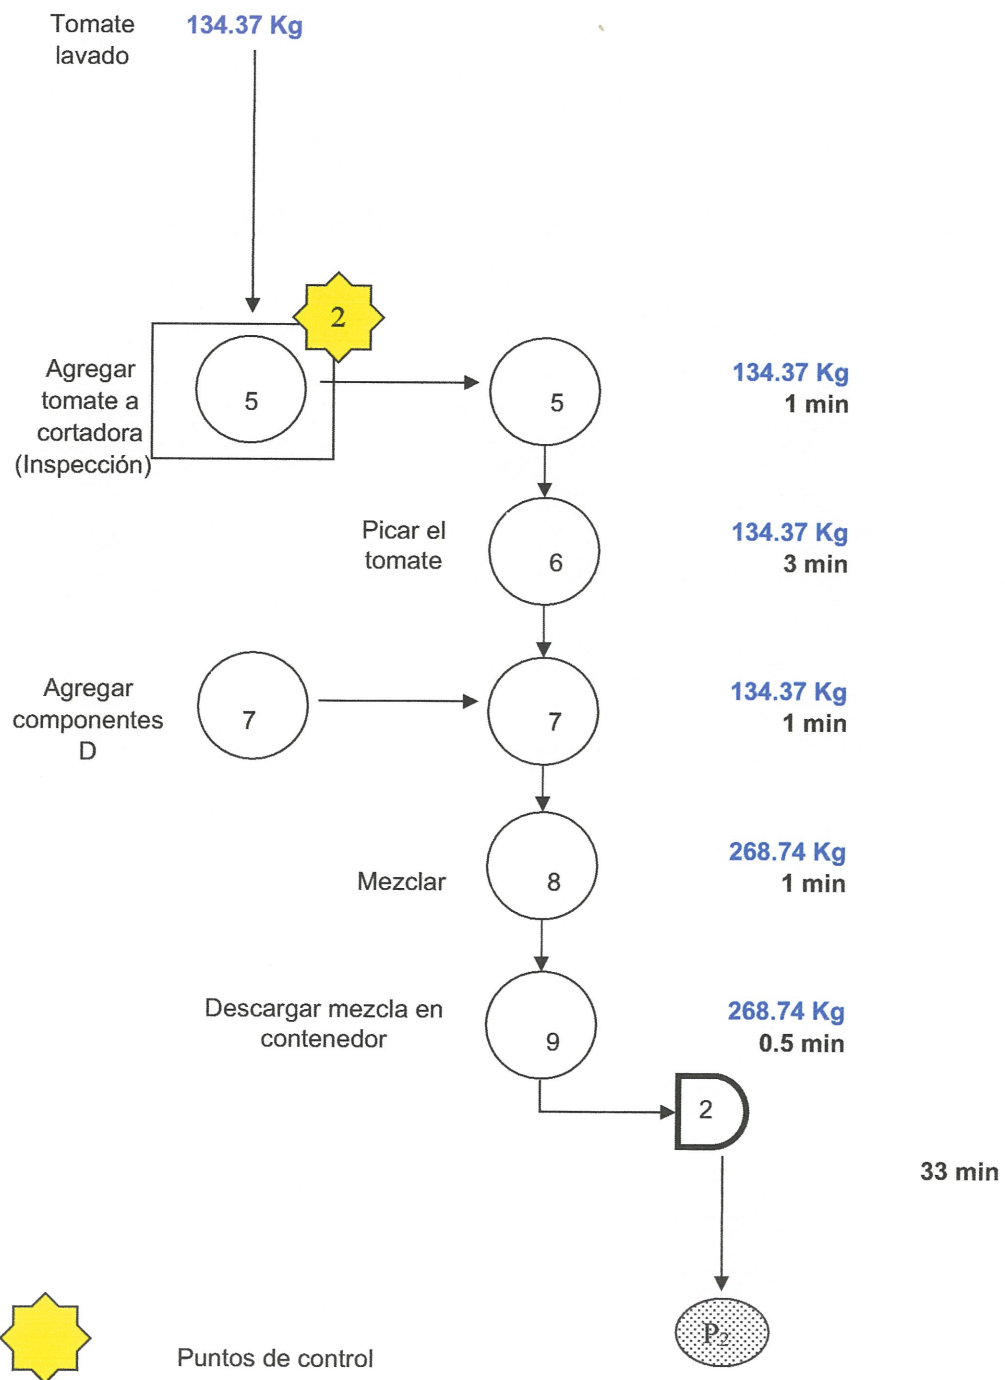 Tomate
lavado
134.37 Kg
2
Agregar
tomate a
cortadora
(Inspección)
5
5
134.37 Kg
1 min
Picar el
tomate
6
134.37 Kg
3 min
Agregar
componentes
D
7
7
134.37 Kg
1 min
Mezclar
8
268.74 Kg
1 min
Descargar mezcla en
contenedor
9
268.74 Kg
0.5 min
2
33 min
P2
Puntos de control